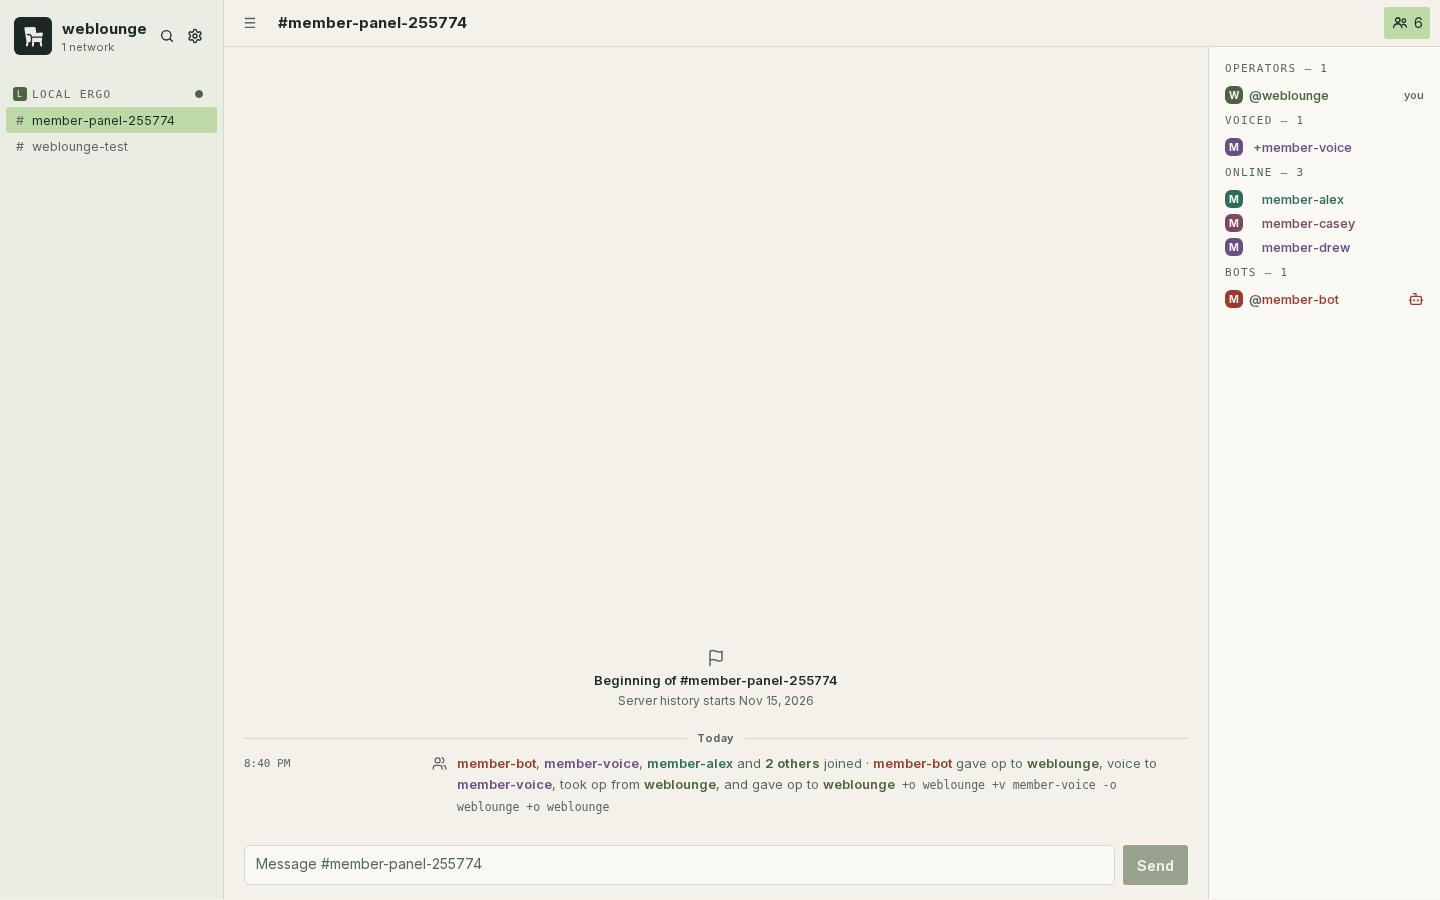 weblounge
1 network
L LOCAL ERGO
# member-panel-255774
# weblounge-test
#member-panel-255774
6
Beginning of #member-panel-255774
Server history starts Nov 15, 2026
Today
8:40 PM
member-bot, member-voice, member-alex and 2 others joined · member-bot gave op to weblounge, voice to
member-voice, took op from weblounge, and gave op to weblounge +o weblounge +v member-voice -o
weblounge +o weblounge
Message #member-panel-255774
Send
OPERATORS — 1
W @weblounge you
VOICED — 1
M +member-voice
ONLINE — 3
M member-alex
M member-casey
M member-drew
BOTS — 1
M @member-bot